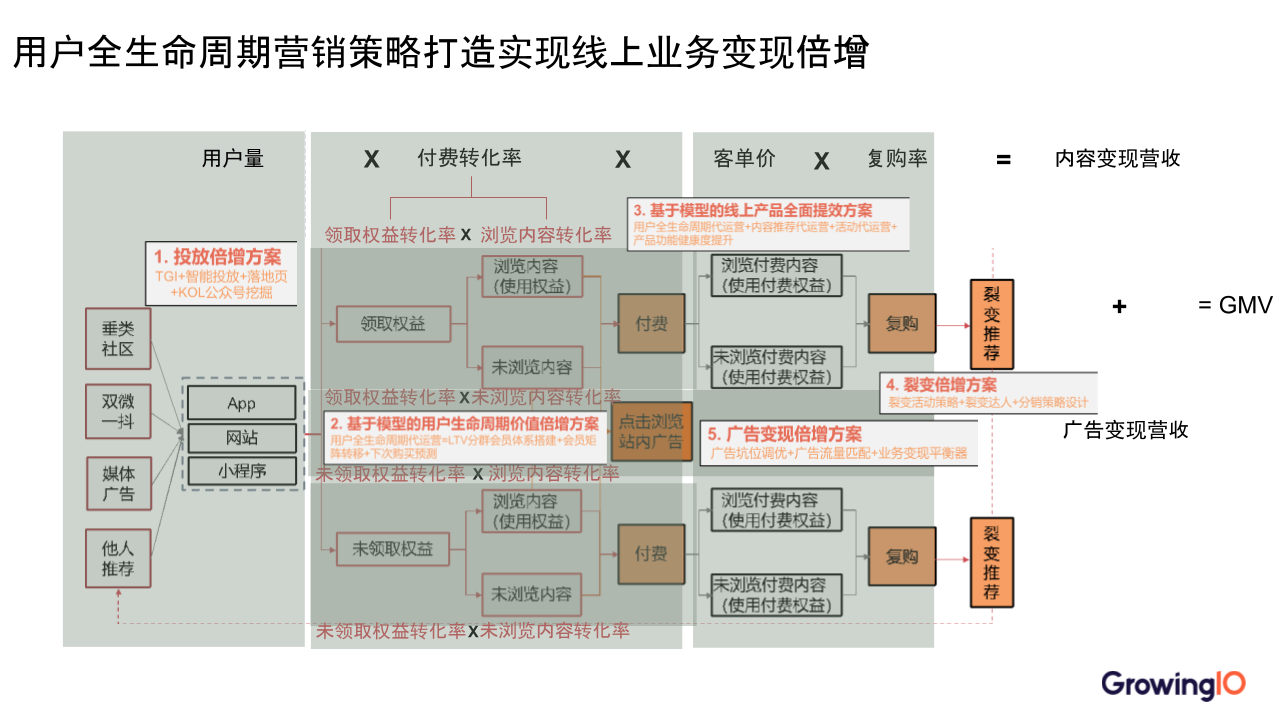 用户全生命周期营销策略打造实现线上业务变现倍增
用户量
X
付费转化率
X
客单价
X
复购率
=
内容变现营收
领取权益转化率 X 浏览内容转化率
3. 基于模型的线上产品全面提效方案
用户全生命周期代运营+内容推荐代运营+活动代运营+
产品功能健康度提升
1. 投放倍增方案
TGI+智能投放+落地页
+KOL公众号挖掘
垂类
社区
双微
一抖
媒体
广告
他人
推荐
App
网站
小程序
领取权益
浏览内容
(使用权益)
未浏览内容
付费
浏览付费内容
(使用付费权益)
未浏览付费内容
(使用付费权益)
复购
裂
变
推
荐
+
= GMV
领取权益转化率 X 未浏览内容转化率
2. 基于模型的用户生命周期价值倍增方案
用户全生命周期代运营=LTV分群会员体系搭建+会员矩
阵转移+下次购买预测
点击浏览
站内广告
4. 裂变倍增方案
裂变活动策略+裂变达人+分销策略设计
5. 广告变现倍增方案
广告坑位调优+广告流量匹配+业务变现平衡器
广告变现营收
未领取权益转化率 X 浏览内容转化率
未领取权益
浏览内容
(使用权益)
未浏览内容
付费
浏览付费内容
(使用付费权益)
未浏览付费内容
(使用付费权益)
复购
裂
变
推
荐
未领取权益转化率X未浏览内容转化率
GrowingIO